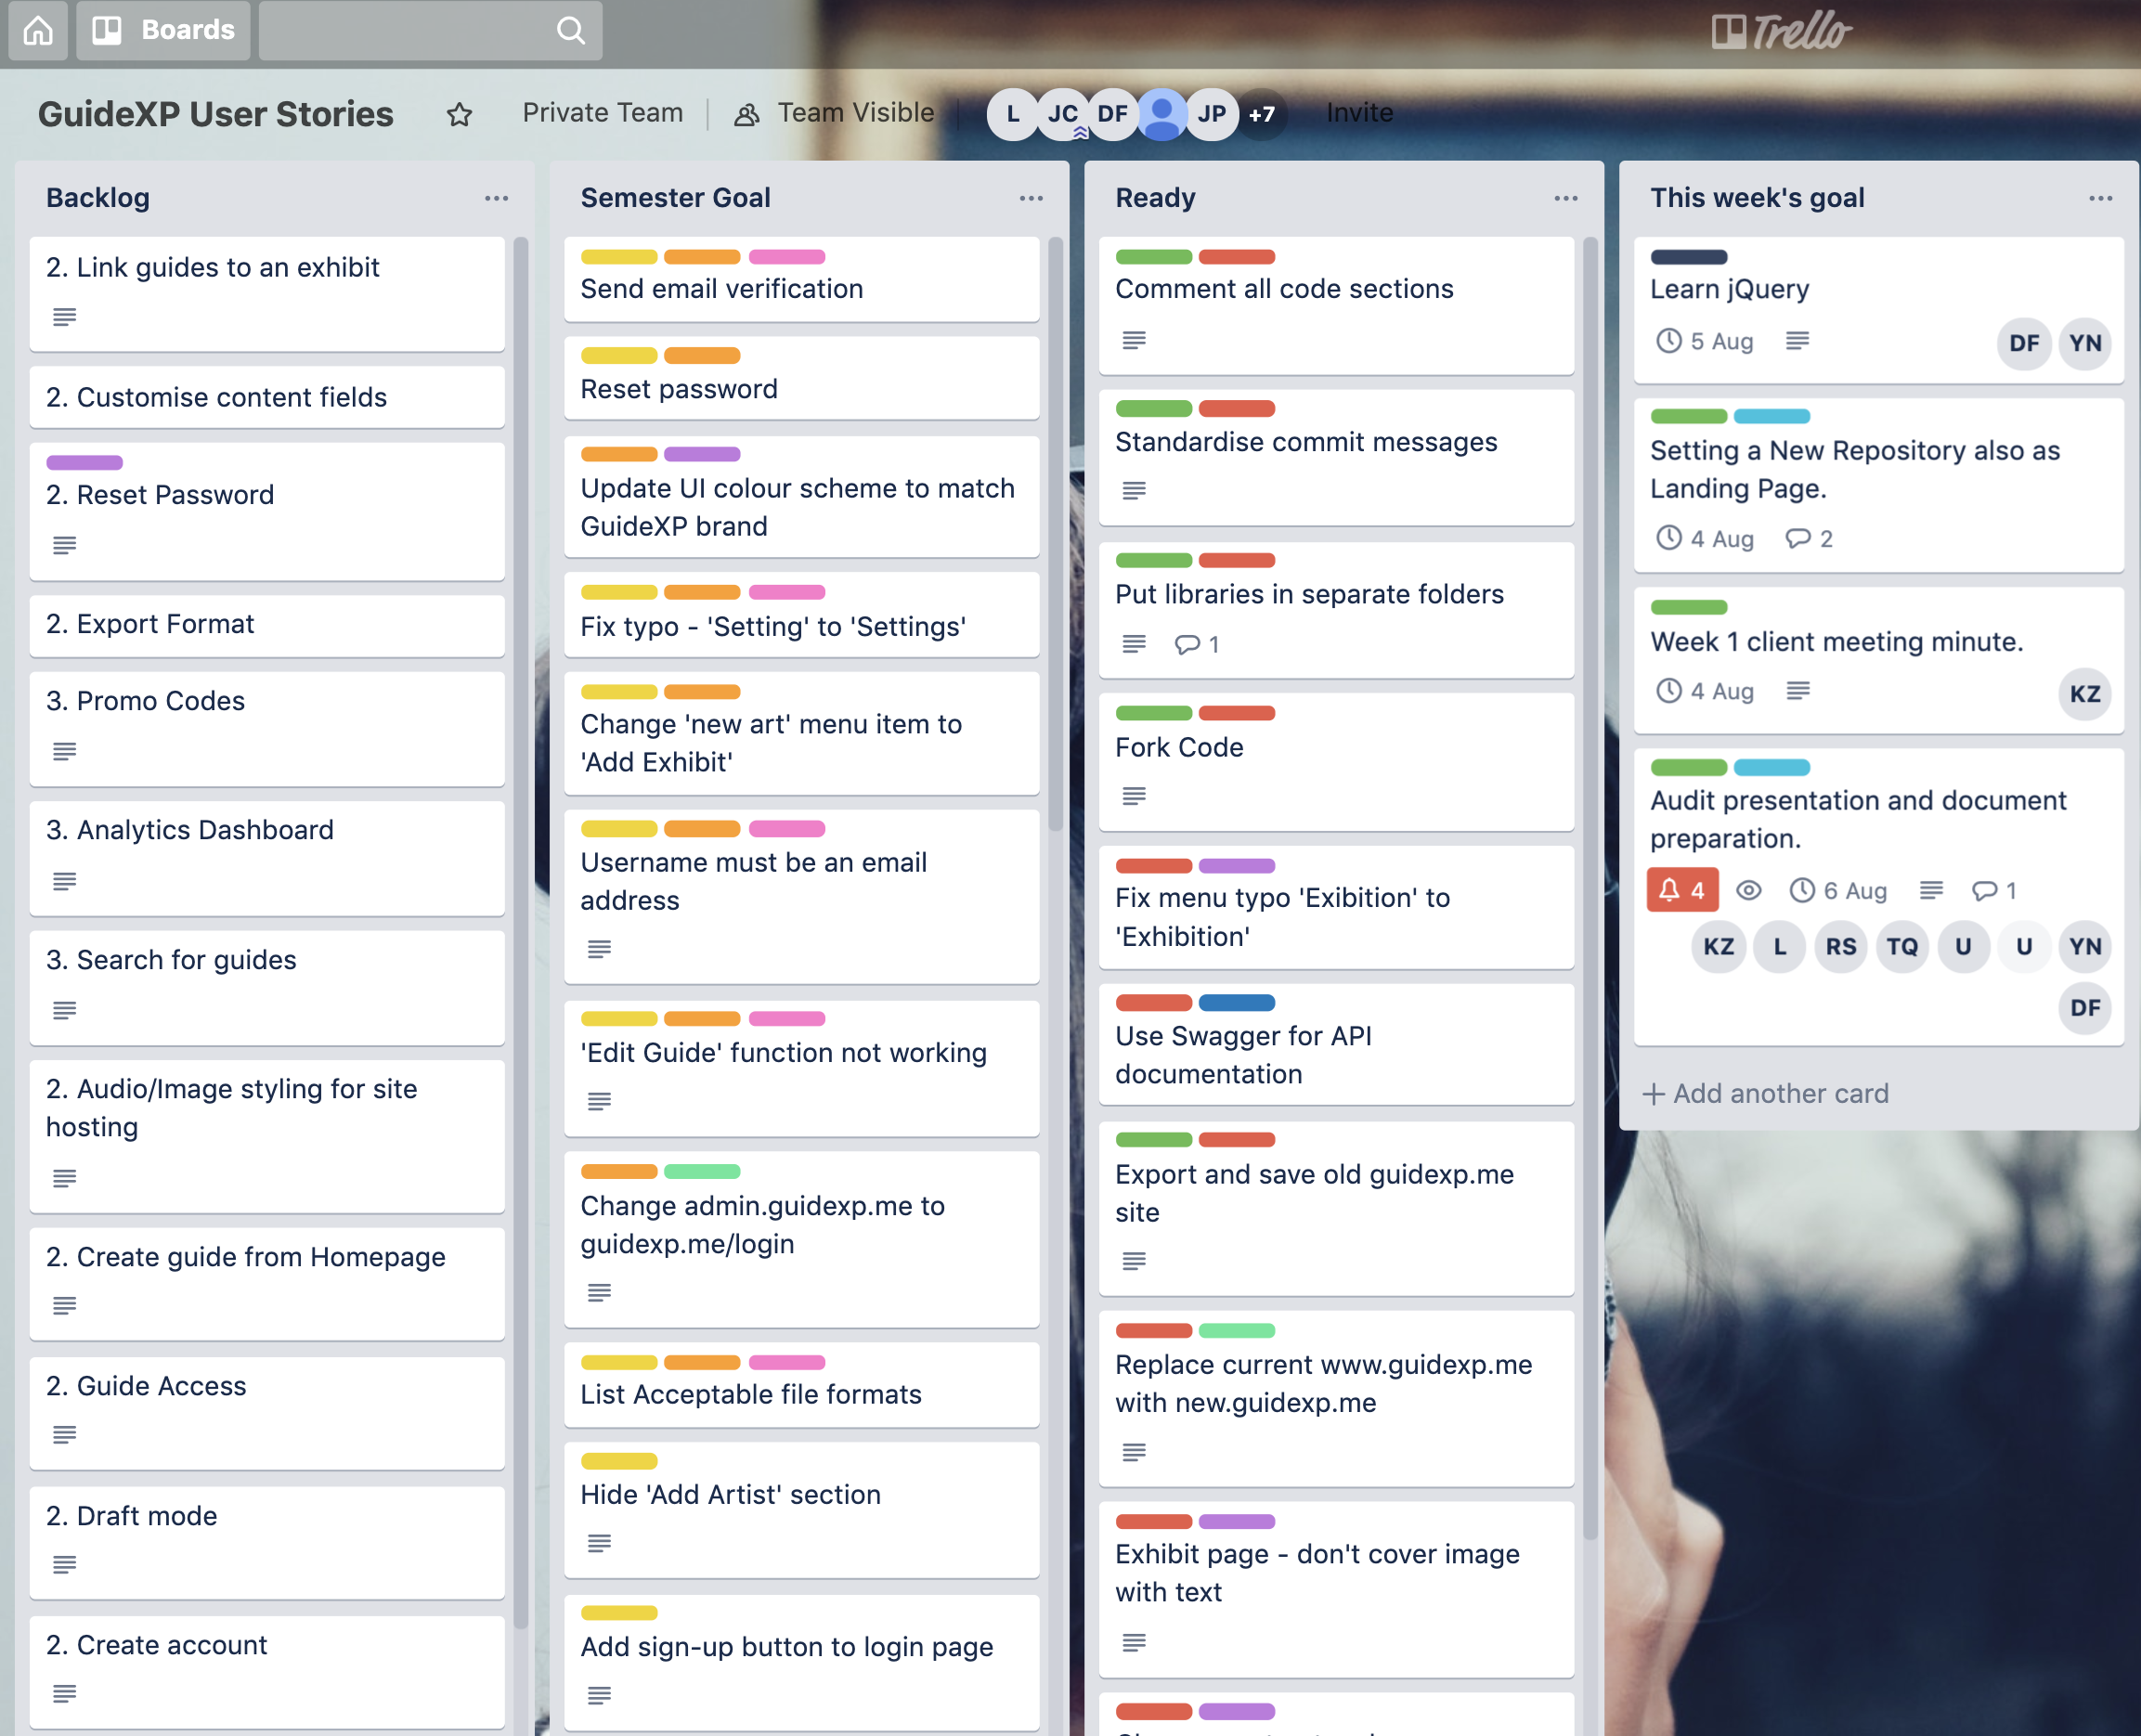 Boards
Trello
GuideXP User Stories
Private Team
Team Visible
L
JC
DF
JP
+7
Invite
Backlog
2. Link guides to an exhibit
2. Customise content fields
2. Reset Password
2. Export Format
3. Promo Codes
3. Analytics Dashboard
3. Search for guides
2. Audio/Image styling for site
hosting
2. Create guide from Homepage
2. Guide Access
2. Draft mode
2. Create account
Semester Goal
Send email verification
Reset password
Update UI colour scheme to match
GuideXP brand
Fix typo - 'Setting' to 'Settings'
Change 'new art' menu item to
'Add Exhibit'
Username must be an email
address
'Edit Guide' function not working
Change admin.guidexp.me to
guidexp.me/login
List Acceptable file formats
Hide 'Add Artist' section
Add sign-up button to login page
Ready
Comment all code sections
Standardise commit messages
Put libraries in separate folders
1
Fork Code
Fix menu typo 'Exibition' to
'Exhibition'
Use Swagger for API
documentation
Export and save old guidexp.me
site
Replace current www.guidexp.me
with new.guidexp.me
Exhibit page - don't cover image
with text
This week's goal
Learn jQuery
5 Aug
DF
YN
Setting a New Repository also as
Landing Page.
4 Aug
2
Week 1 client meeting minute.
4 Aug
KZ
Audit presentation and document
preparation.
4
6 Aug
1
KZ
L
RS
TQ
U
U
YN
DF
Add another card